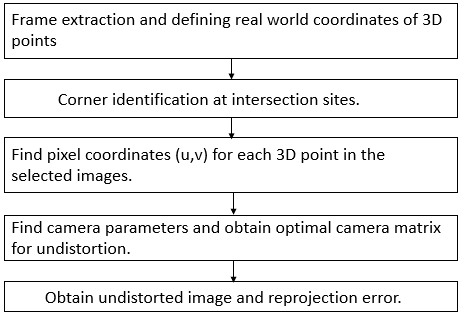 Frame extraction and defining real world coordinates of 3D
points
Corner identification at intersection sites.
Find pixel coordinates (u,v) for each 3D point in the
selected images.
Find camera parameters and obtain optimal camera matrix
for undistortion.
Obtain undistorted image and reprojection error.